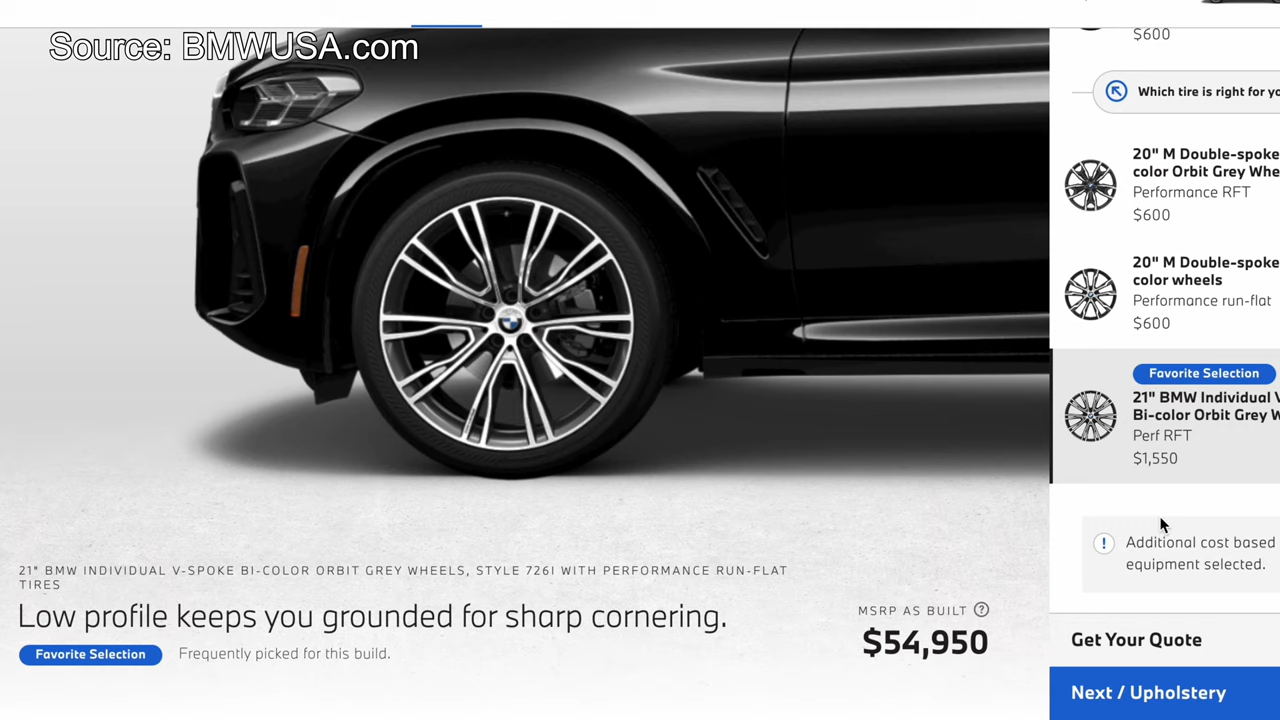 Source: BMWUSA.com
$600
Which tire is right for yo
20" M Double-spoke
color Orbit Grey Whe
Performance RFT
$600
20" M Double-spoke
color wheels
Performance run-flat
$600
Favorite Selection
21" BMW Individual V
Bi-color Orbit Grey W
Perf RFT
$1,550
Additional cost based
equipment selected.
21" BMW INDIVIDUAL V-SPOKE BI-COLOR ORBIT GREY WHEELS, STYLE 726I WITH PERFORMANCE RUN-FLAT
TIRES
Low profile keeps you grounded for sharp cornering.
Favorite Selection Frequently picked for this build.
MSRP AS BUILT
$54,950
Get Your Quote
Next / Upholstery